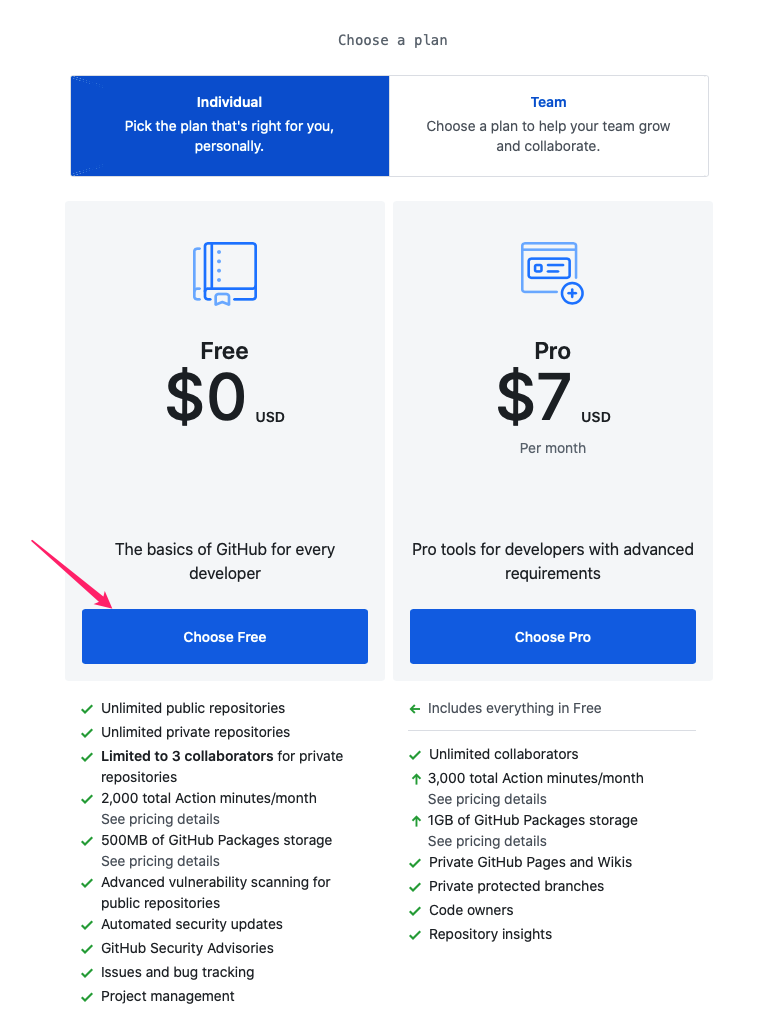 Choose a plan
Individual
Pick the plan that's right for you,
personally.
Team
Choose a plan to help your team grow
and collaborate.
Free
$0 USD
The basics of GitHub for every
developer
Choose Free
Unlimited public repositories
Unlimited private repositories
Limited to 3 collaborators for private
repositories
2,000 total Action minutes/month
See pricing details
500MB of GitHub Packages storage
See pricing details
Advanced vulnerability scanning for
public repositories
Automated security updates
GitHub Security Advisories
Issues and bug tracking
Project management
Pro
$7 USD
Per month
Pro tools for developers with advanced
requirements
Choose Pro
Includes everything in Free
Unlimited collaborators
3,000 total Action minutes/month
See pricing details
1GB of GitHub Packages storage
See pricing details
Private GitHub Pages and Wikis
Private protected branches
Code owners
Repository insights